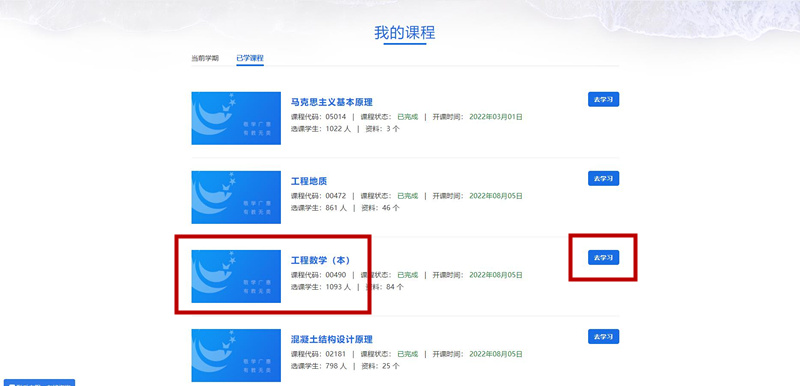 我的课程
当前学期 已学课程
马克思主义基本原理 去学习
课程代码：05014 | 课程状态： 已完成 | 开课时间： 2022年03月01日
选课学生：1022 人 | 资料：3 个
工程地质 去学习
课程代码：00472 | 课程状态： 已完成 | 开课时间： 2022年08月05日
选课学生：861 人 | 资料：46 个
工程数学（本） 去学习
课程代码：00490 | 课程状态： 已完成 | 开课时间： 2022年08月05日
选课学生：1093 人 | 资料：84 个
混凝土结构设计原理 去学习
课程代码：02181 | 课程状态： 已完成 | 开课时间： 2022年08月05日
选课学生：798 人 | 资料：25 个